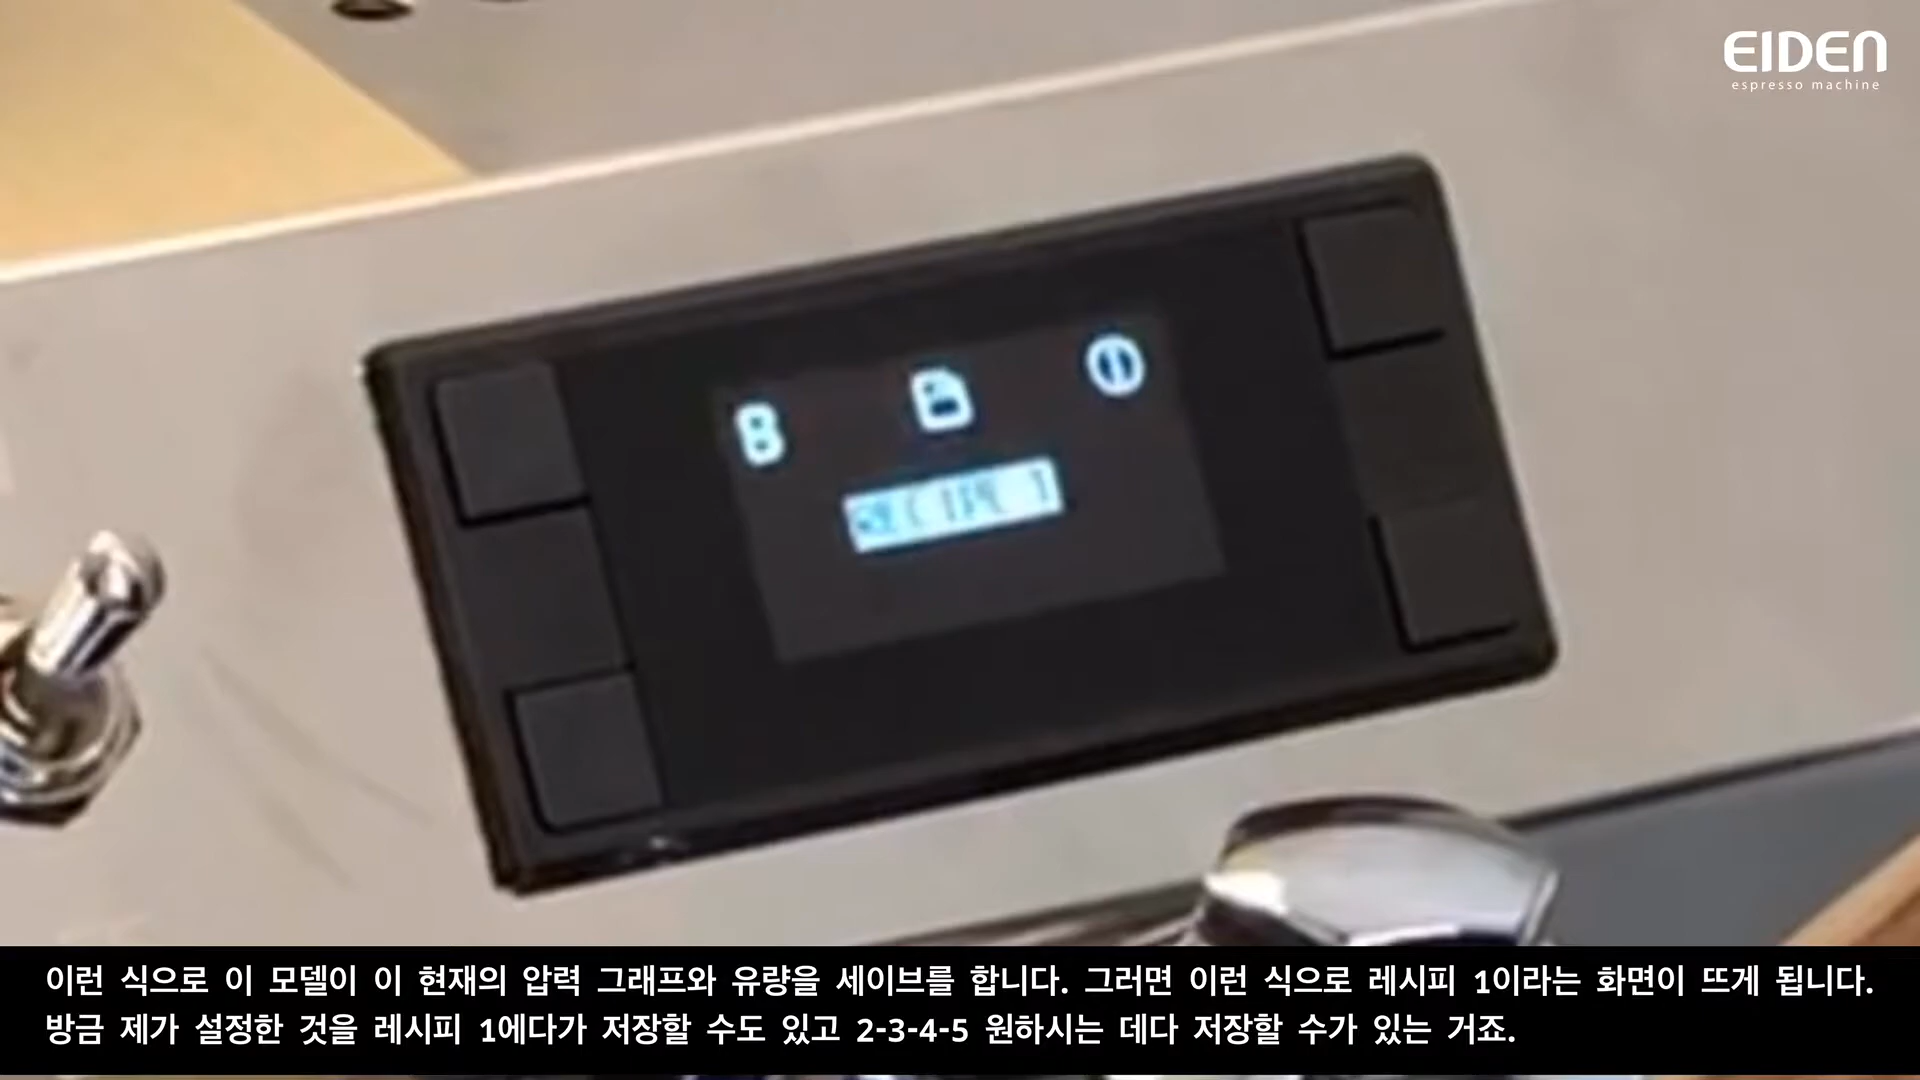 EIDEN
espresso machine
B
RECIPE 1
이런 식으로 이 모델이 이 현재의 압력 그래프와 유량을 세이브를 합니다. 그러면 이런 식으로 레시피 1이라는 화면이 뜨게 됩니다.
방금 제가 설정한 것을 레시피 1에다가 저장할 수도 있고 2-3-4-5 원하시는 데다 저장할 수가 있는 거죠.